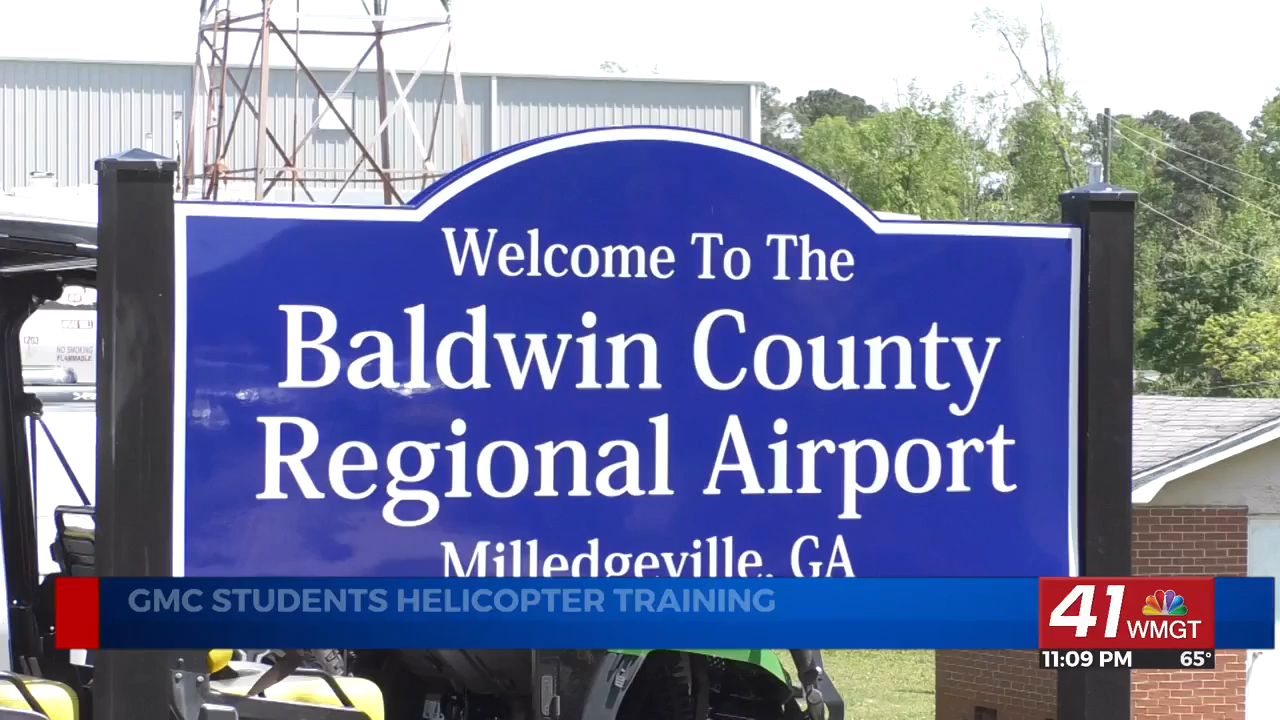 Welcome To The
Baldwin County
Regional Airport
Milledgeville, GA
1203
NO SMOKING
FLAMMABLE
GMC STUDENTS HELICOPTER TRAINING
41
WMGT
11:09 PM 65°